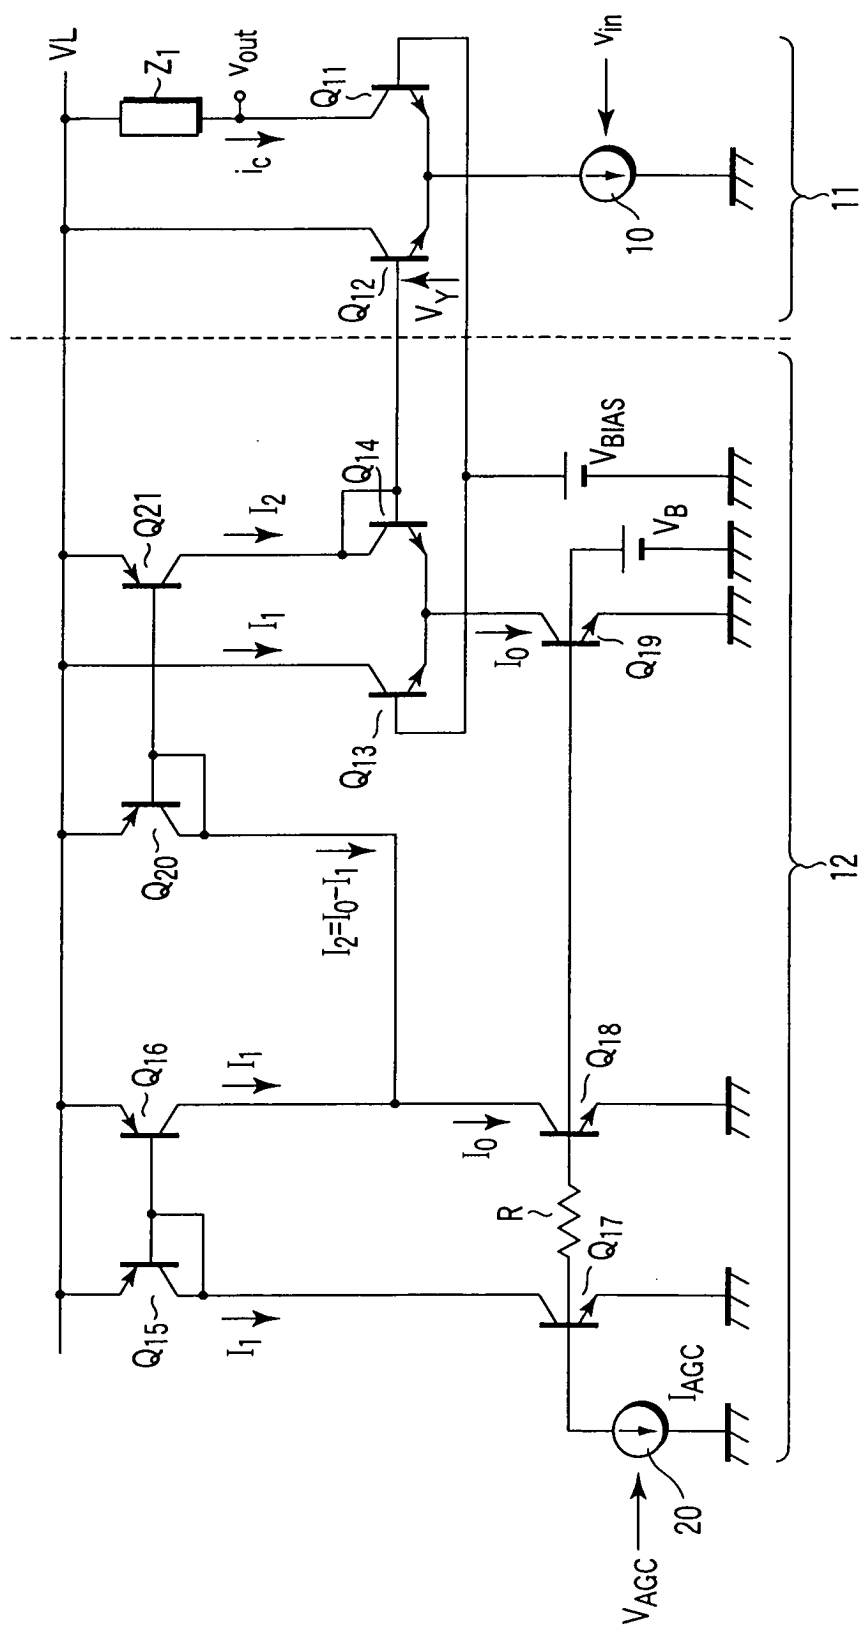 VL
Z1
Vout
ic
Q11
Q12
VY
Vin
10
11
Q21
I2
Q14
I1
Q13
Q20
I2=I0-I1
I0
Q19
VB
VBIAS
12
Q16
I1
Q15
I1
I0
Q18
R
Q17
IAGC
20
VAGC